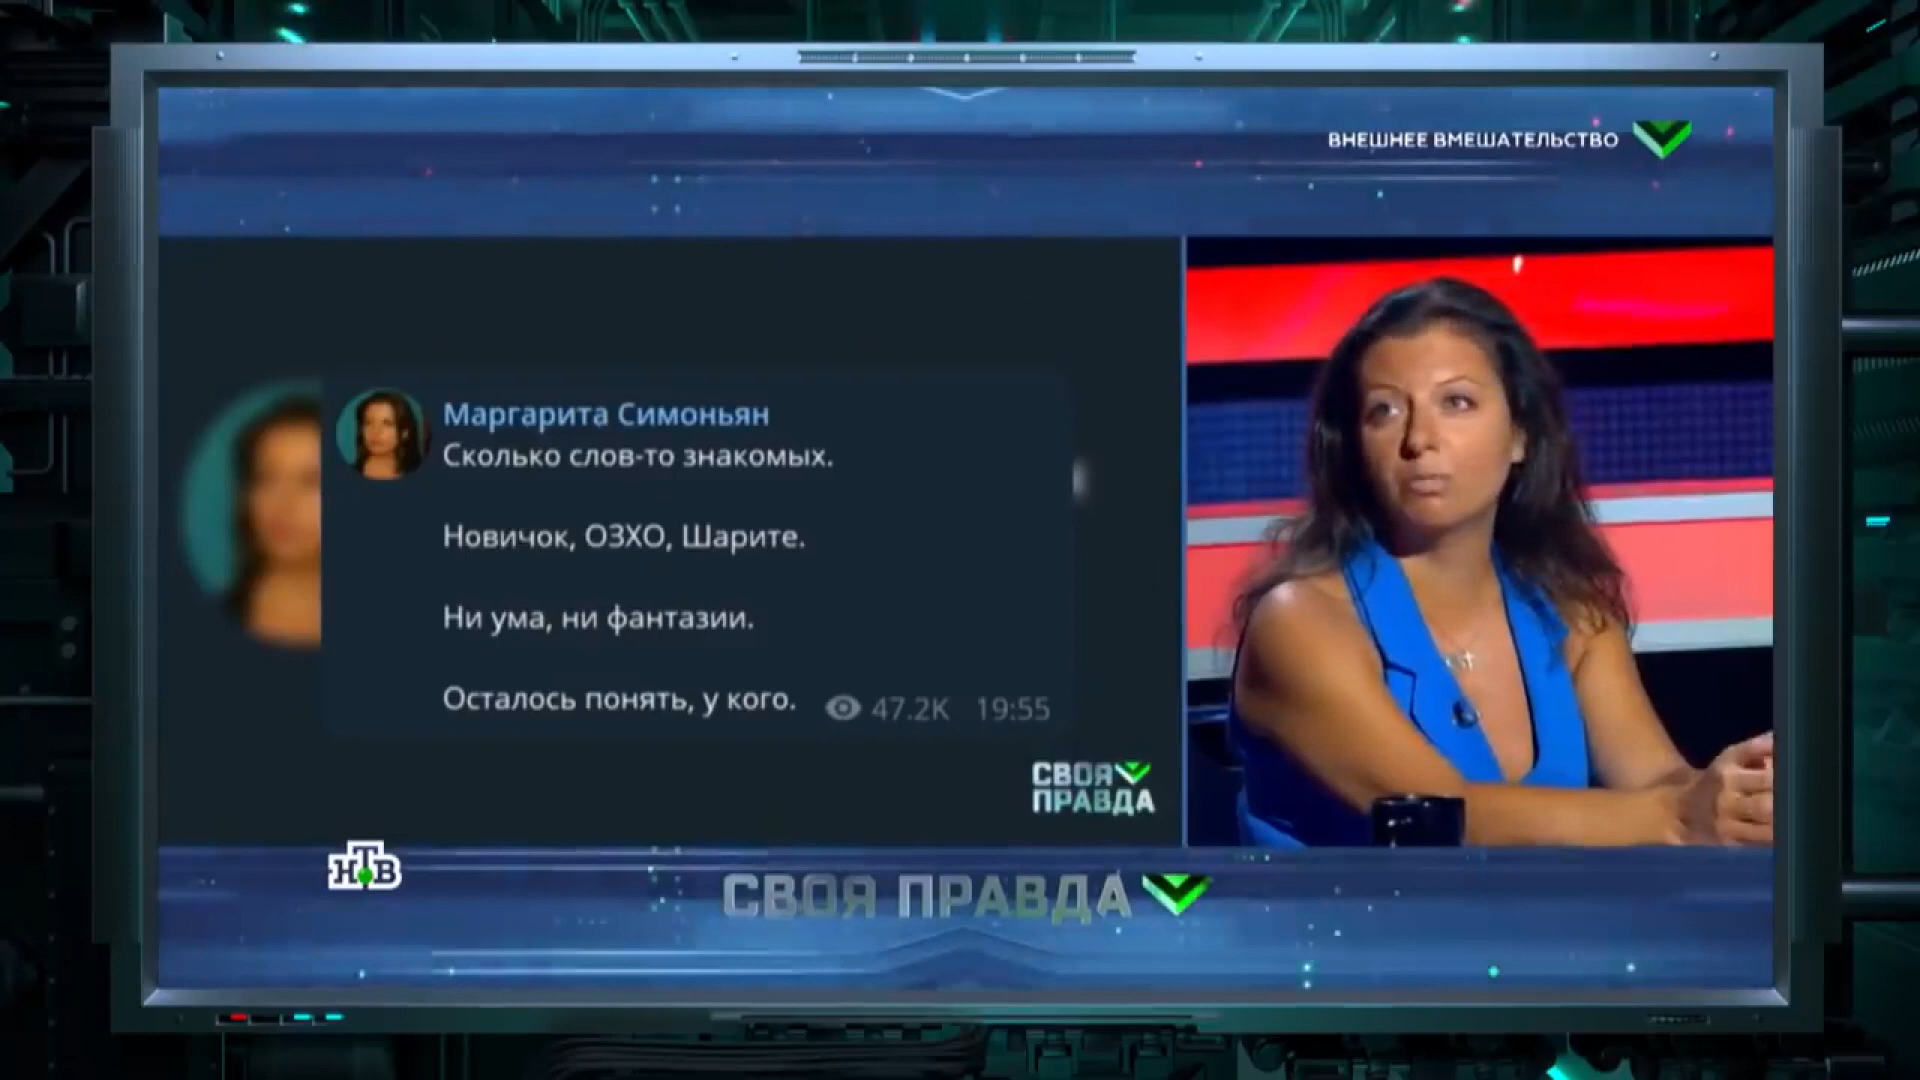 ВНЕШНЕЕ ВМЕШАТЕЛЬСТВО
Маргарита Симоньян
Сколько слов-то знакомых.
Новичок, ОЗХО, Шарите.
Ни ума, ни фантазии.
Осталось понять, у кого.
47.2K 19:55
СВОЯ
ПРАВДА
НТВ
СВОЯ ПРАВДА